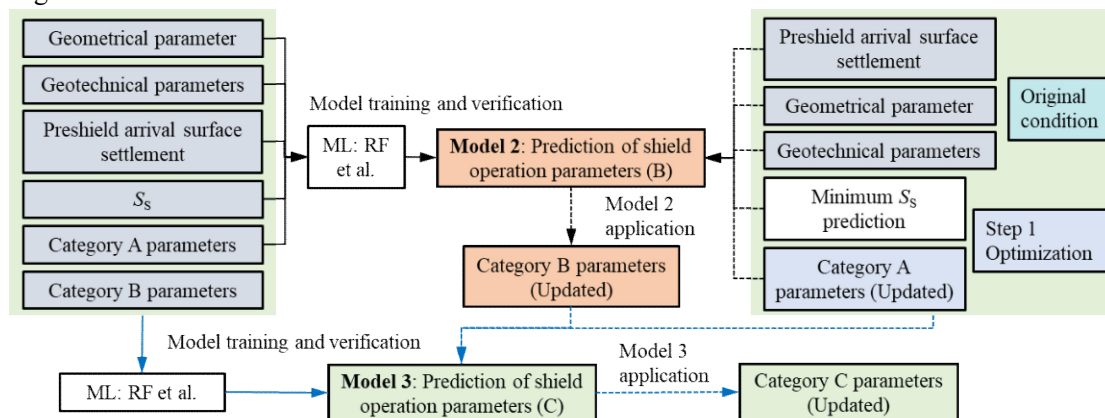 Geometrical parameter
Geotechnical parameters
Preshield arrival surface
settlement
Sₛ
Category A parameters
Category B parameters
Model training and verification
ML: RF
et al.
Model 2: Prediction of shield
operation parameters (B)
Model 2
application
Category B parameters
(Updated)
Preshield arrival surface
settlement
Geometrical parameter
Geotechnical parameters
Minimum Sₛ
prediction
Category A
parameters (Updated)
Original
condition
Step 1
Optimization
Model training and verification
ML: RF et al.
Model 3: Prediction of shield
operation parameters (C)
Model 3
application
Category C parameters
(Updated)